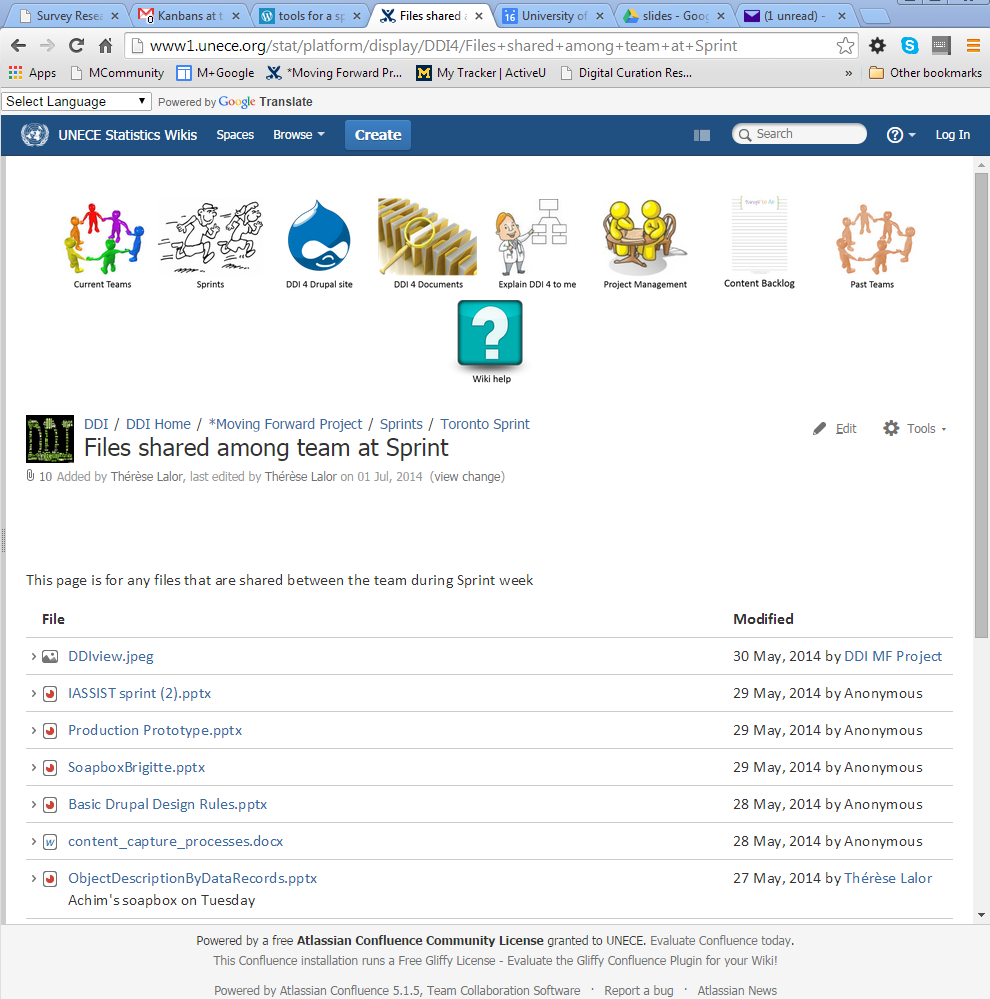 Survey Resea
Kanbans at t
tools for a sp
Files shared a
University of
slides - Goog
(1 unread) -
www1.unece.org/stat/platform/display/DDI4/Files+shared+among+team+at+Sprint
Apps
MCommunity
M+Google
*Moving Forward Pr...
My Tracker | ActiveU
Digital Curation Res...
»
Other bookmarks
Select Language
Powered by Google Translate
UNECE Statistics Wikis
Spaces
Browse
Create
Search
Log In
Current Teams
Sprints
DDI 4 Drupal site
DDI 4 Documents
Explain DDI 4 to me
Project Management
Content Backlog
Past Teams
?
Wiki help
DDI
DDI / DDI Home / *Moving Forward Project / Sprints / Toronto Sprint
Files shared among team at Sprint
Edit
Tools
10 Added by Thérèse Lalor, last edited by Thérèse Lalor on 01 Jul, 2014 (view change)
This page is for any files that are shared between the team during Sprint week
File Modified
DDIview.jpeg 30 May, 2014 by DDI MF Project
IASSIST sprint (2).pptx 29 May, 2014 by Anonymous
Production Prototype.pptx 29 May, 2014 by Anonymous
SoapboxBrigitte.pptx 29 May, 2014 by Anonymous
Basic Drupal Design Rules.pptx 28 May, 2014 by Anonymous
content_capture_processes.docx 28 May, 2014 by Anonymous
ObjectDescriptionByDataRecords.pptx 27 May, 2014 by Thérèse Lalor
Achim's soapbox on Tuesday
Powered by a free Atlassian Confluence Community License granted to UNECE. Evaluate Confluence today.
This Confluence installation runs a Free Gliffy License - Evaluate the Gliffy Confluence Plugin for your Wiki!
Powered by Atlassian Confluence 5.1.5, Team Collaboration Software · Report a bug · Atlassian News